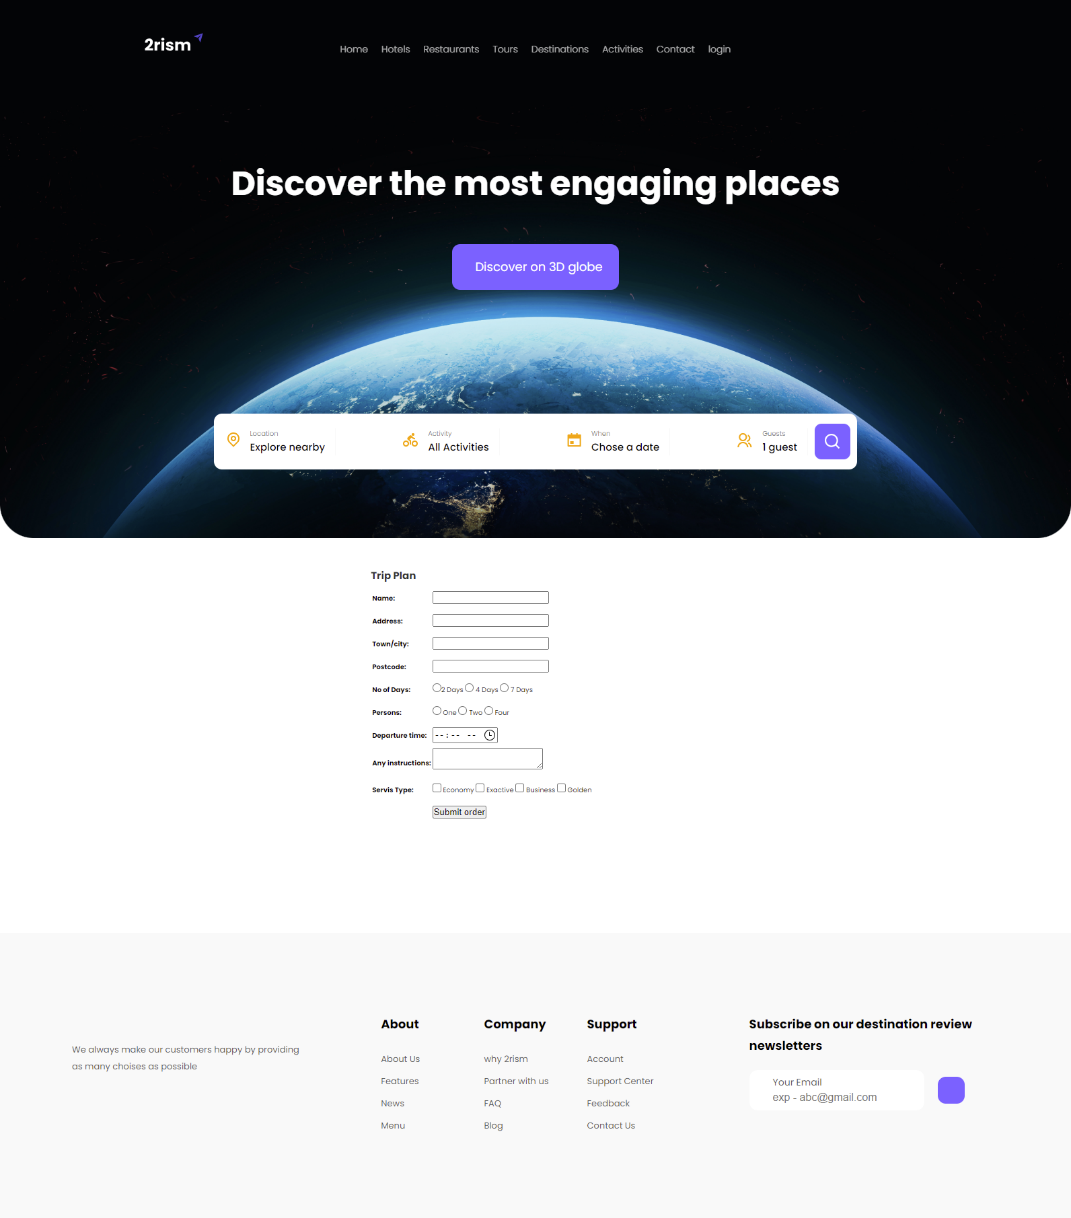 2rism
Home Hotels Restaurants Tours Destinations Activities Contact login
Discover the most engaging places
Discover on 3D globe
Location
Explore nearby
Activity
All Activities
When
Chose a date
Guests
1 guest
Trip Plan
Name:
Address:
Town/city:
Postcode:
No of Days: 2 Days 4 Days 7 Days
Persons: One Two Four
Departure time: --:-- --
Any instructions:
Servis Type: Economy Exactive Business Golden
Submit order
We always make our customers happy by providing
as many choises as possible
About
About Us
Features
News
Menu
Company
why 2rism
Partner with us
FAQ
Blog
Support
Account
Support Center
Feedback
Contact Us
Subscribe on our destination review
newsletters
Your Email
exp - abc@gmail.com